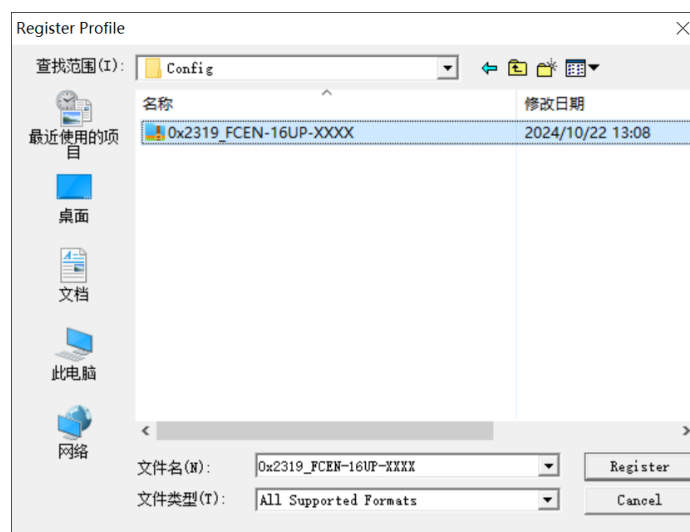 Register Profile
查找范围(I):
Config
最近使用的项
目
桌面
文档
此电脑
网络
名称
修改日期
0x2319_FCEN-16UP-XXXX
2024/10/22 13:08
文件名(N):
0x2319_FCEN-16UP-XXXX
Register
文件类型(T):
All Supported Formats
Cancel